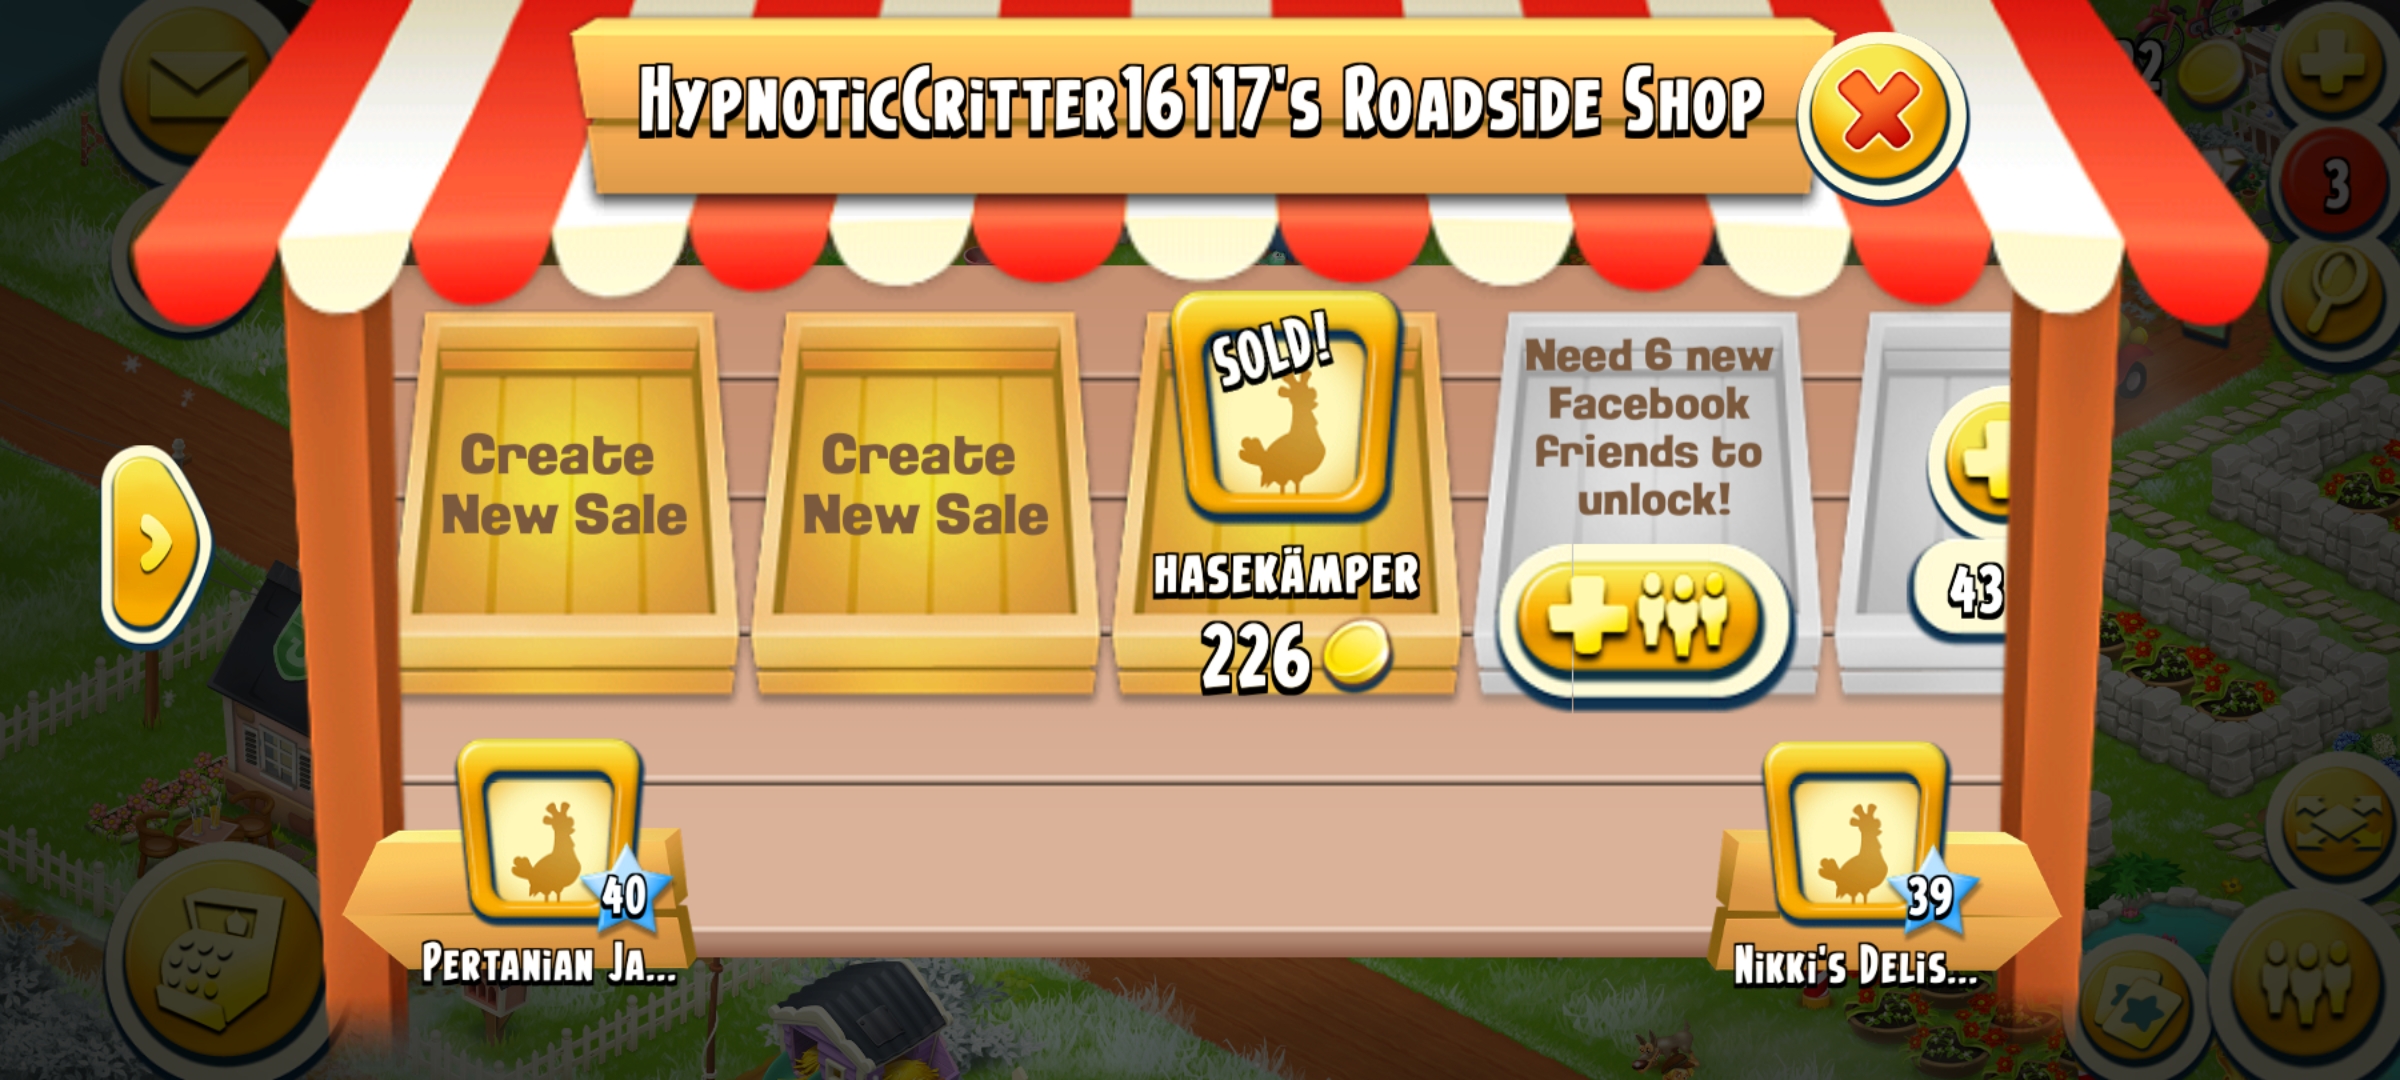 HypnoticCritter16117's Roadside Shop
3
Create
New Sale
Create
New Sale
SOLD!
HASEKÄMPER
226
Need 6 new
Facebook
friends to
unlock!
43
40
Pertanian Ja...
39
Nikki's Delis...